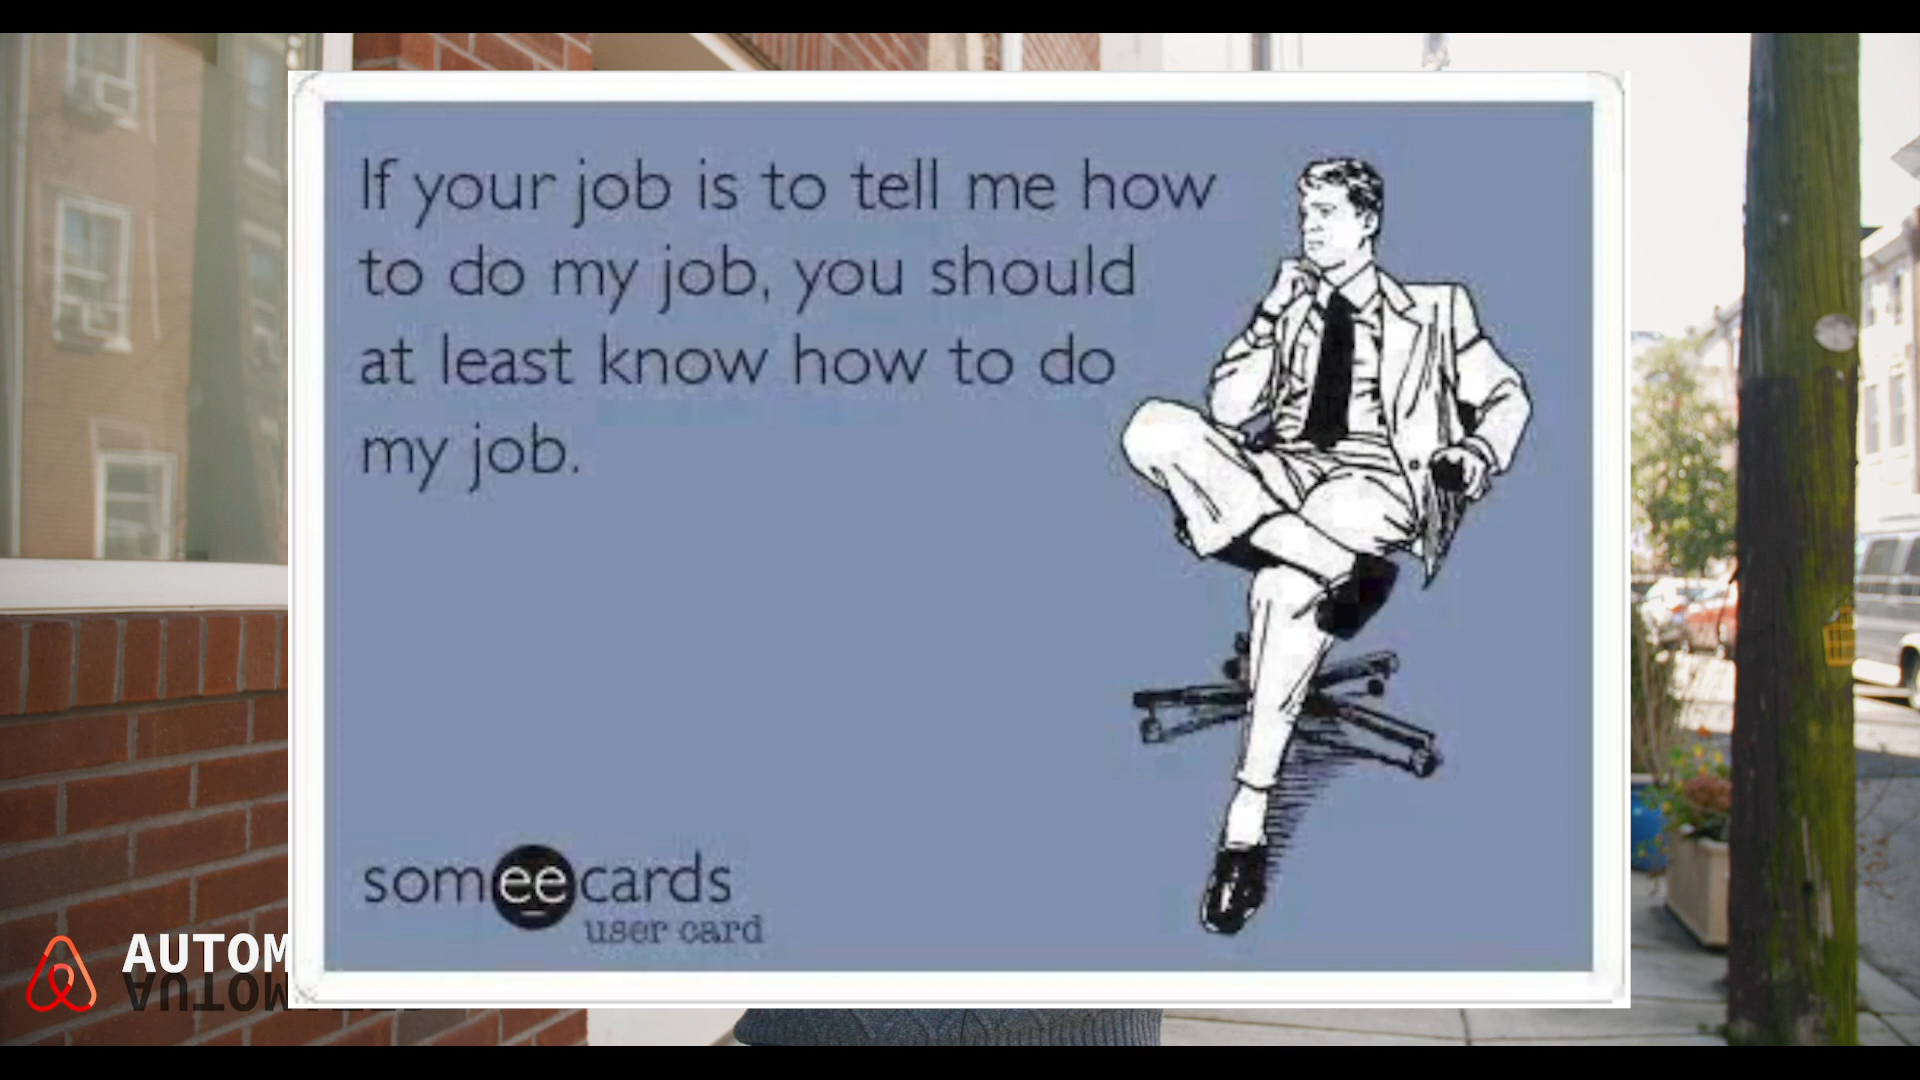 If your job is to tell me how
to do my job, you should
at least know how to do
my job.
someecards
user card
AUTOM